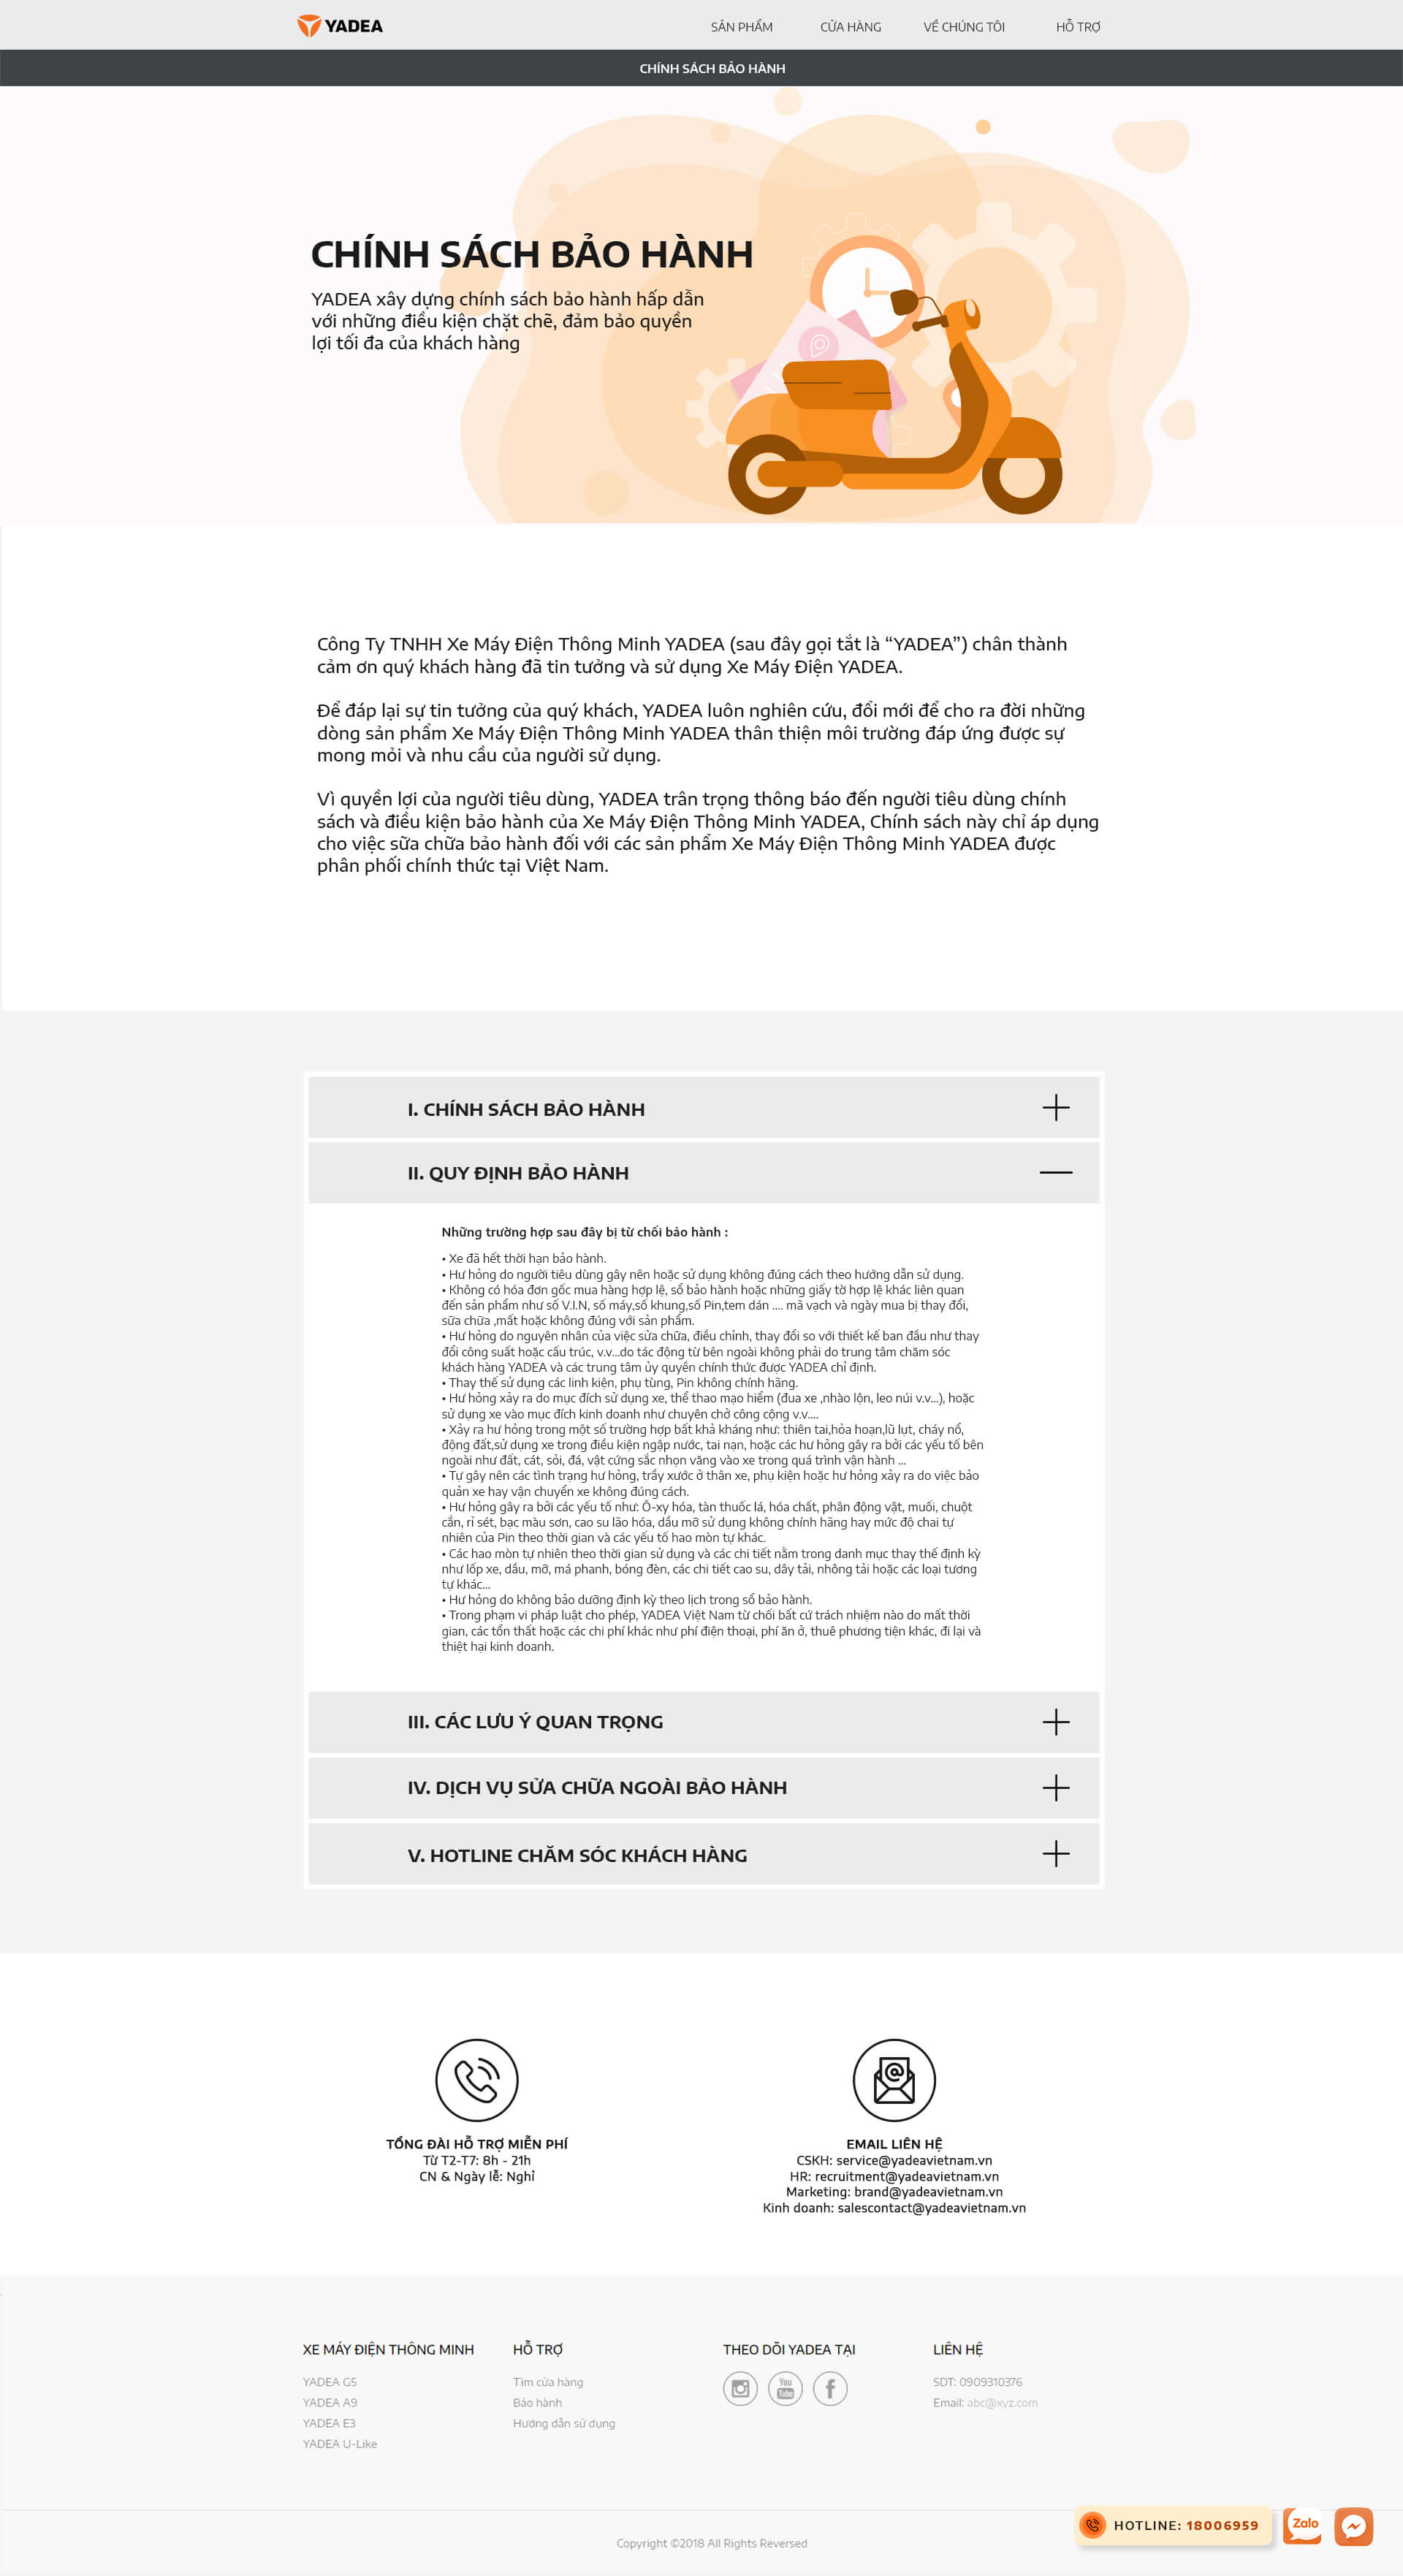 YADEA
SẢN PHẨM
CỬA HÀNG
VỀ CHÚNG TÔI
HỖ TRỢ
CHÍNH SÁCH BẢO HÀNH
CHÍNH SÁCH BẢO HÀNH
YADEA xây dựng chính sách bảo hành hấp dẫn
với những điều kiện chặt chẽ, đảm bảo quyền
lợi tối đa của khách hàng
Công Ty TNHH Xe Máy Điện Thông Minh YADEA (sau đây gọi tắt là “YADEA”) chân thành
cảm ơn quý khách hàng đã tin tưởng và sử dụng Xe Máy Điện YADEA.
Để đáp lại sự tin tưởng của quý khách, YADEA luôn nghiên cứu, đổi mới để cho ra đời những
dòng sản phẩm Xe Máy Điện Thông Minh YADEA thân thiện môi trường đáp ứng được sự
mong mỏi và nhu cầu của người sử dụng.
Vì quyền lợi của người tiêu dùng, YADEA trân trọng thông báo đến người tiêu dùng chính
sách và điều kiện bảo hành của Xe Máy Điện Thông Minh YADEA, Chính sách này chỉ áp dụng
cho việc sữa chữa bảo hành đối với các sản phẩm Xe Máy Điện Thông Minh YADEA được
phân phối chính thức tại Việt Nam.
I. CHÍNH SÁCH BẢO HÀNH
II. QUY ĐỊNH BẢO HÀNH
Những trường hợp sau đây bị từ chối bảo hành :
• Xe đã hết thời hạn bảo hành.
• Hư hỏng do người tiêu dùng gây nên hoặc sử dụng không đúng cách theo hướng dẫn sử dụng.
• Không có hóa đơn gốc mua hàng hợp lệ, sổ bảo hành hoặc những giấy tờ hợp lệ khác liên quan
đến sản phẩm như số V.I.N, số máy,số khung,số Pin,tem dán .... mã vạch và ngày mua bị thay đổi,
sữa chữa ,mất hoặc không đúng với sản phẩm.
• Hư hỏng do nguyên nhân của việc sửa chữa, điều chỉnh, thay đổi so với thiết kế ban đầu như thay
đổi công suất hoặc cấu trúc, v.v...do tác động từ bên ngoài không phải do trung tâm chăm sóc
khách hàng YADEA và các trung tâm ủy quyền chính thức được YADEA chỉ định.
• Thay thế sử dụng các linh kiện, phụ tùng, Pin không chính hãng.
• Hư hỏng xảy ra do mục đích sử dụng xe, thể thao mạo hiểm (đua xe ,nhào lộn, leo núi v.v...), hoặc
sử dụng xe vào mục đích kinh doanh như chuyên chở công cộng v.v....
• Xảy ra hư hỏng trong một số trường hợp bất khả kháng như: thiên tai,hỏa hoạn,lũ lụt, cháy nổ,
động đất,sử dụng xe trong điều kiện ngập nước, tai nạn, hoặc các hư hỏng gây ra bởi các yếu tố bên
ngoài như đất, cát, sỏi, đá, vật cứng sắc nhọn văng vào xe trong quá trình vận hành ...
• Tự gây nên các tình trạng hư hỏng, trầy xước ở thân xe, phụ kiện hoặc hư hỏng xảy ra do việc bảo
quản xe hay vận chuyển xe không đúng cách.
• Hư hỏng gây ra bởi các yếu tố như: Ô-xy hóa, tàn thuốc lá, hóa chất, phân động vật, muối, chuột
cắn, rỉ sét, bạc màu sơn, cao su lão hóa, dầu mỡ sử dụng không chính hãng hay mức độ chai tự
nhiên của Pin theo thời gian và các yếu tố hao mòn tự khác.
• Các hao mòn tự nhiên theo thời gian sử dụng và các chi tiết nằm trong danh mục thay thế định kỳ
như lốp xe, dầu, mỡ, má phanh, bóng đèn, các chi tiết cao su, dây tải, nhông tải hoặc các loại tương
tự khác...
• Hư hỏng do không bảo dưỡng định kỳ theo lịch trong sổ bảo hành.
• Trong phạm vi pháp luật cho phép, YADEA Việt Nam từ chối bất cứ trách nhiệm nào do mất thời
gian, các tổn thất hoặc các chi phí khác như phí điện thoại, phí ăn ở, thuê phương tiện khác, đi lại và
thiệt hại kinh doanh.
III. CÁC LƯU Ý QUAN TRỌNG
IV. DỊCH VỤ SỬA CHỮA NGOÀI BẢO HÀNH
V. HOTLINE CHĂM SÓC KHÁCH HÀNG
TỔNG ĐÀI HỖ TRỢ MIỄN PHÍ
Từ T2-T7: 8h - 21h
CN & Ngày lễ: Nghỉ
EMAIL LIÊN HỆ
CSKH: service@yadeavietnam.vn
HR: recruitment@yadeavietnam.vn
Marketing: brand@yadeavietnam.vn
Kinh doanh: salescontact@yadeavietnam.vn
XE MÁY ĐIỆN THÔNG MINH
YADEA G5
YADEA A9
YADEA E3
YADEA U-Like
HỖ TRỢ
Tìm cửa hàng
Bảo hành
Hướng dẫn sử dụng
THEO DÕI YADEA TẠI
You
Tube
LIÊN HỆ
SDT: 0909310376
Email: abc@xyz.com
HOTLINE: 18006959
Zalo
Copyright ©2018 All Rights Reversed